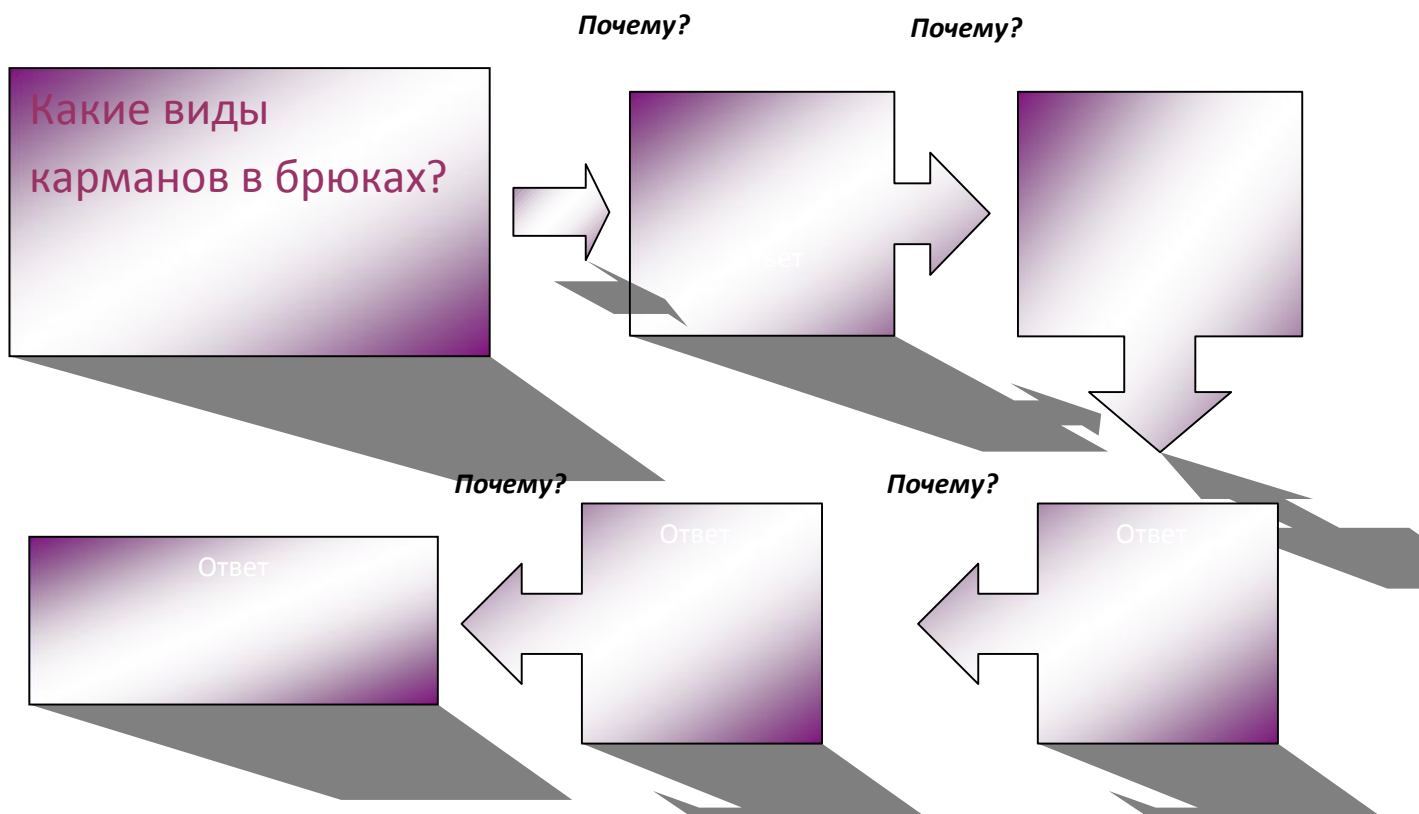 Почему?
Почему?
Какие виды
карманов в брюках?
Почему?
Почему?
Ответ
Ответ
Ответ